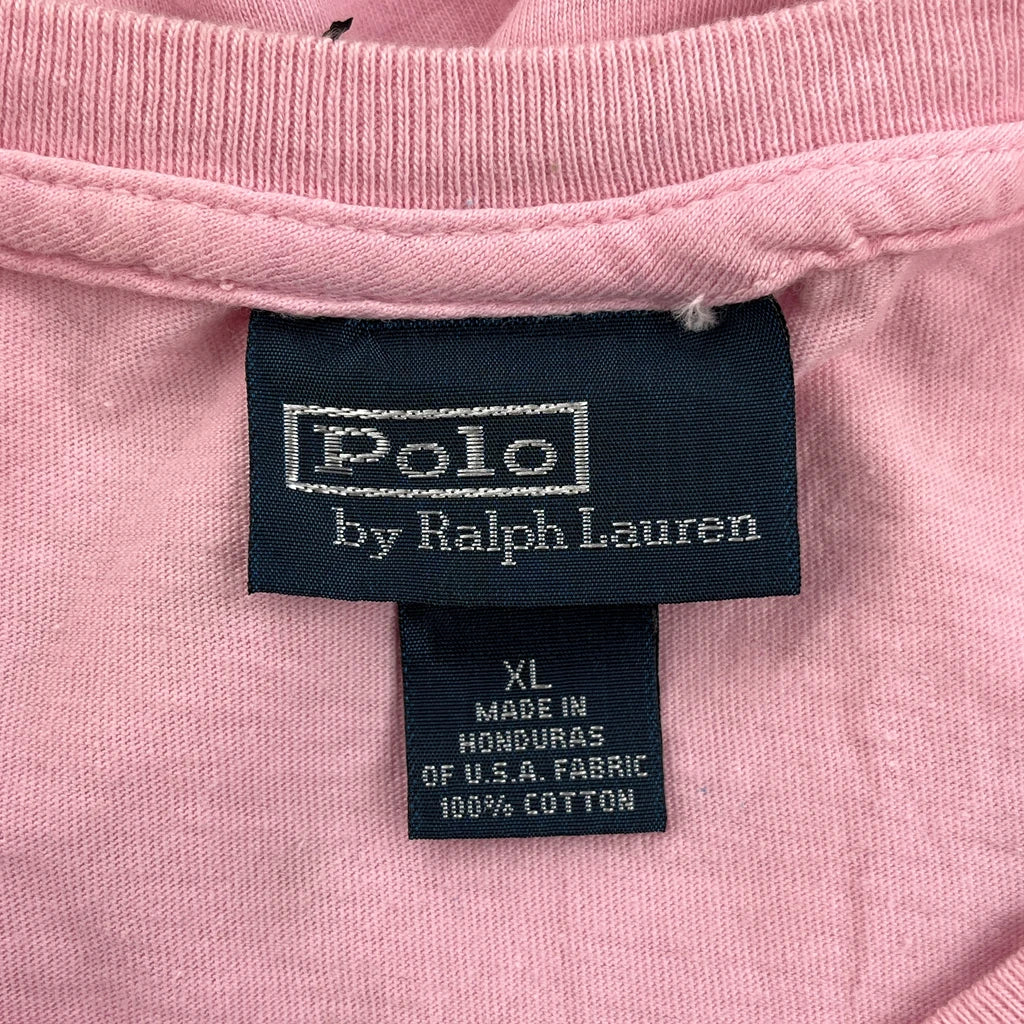 Polo
by Ralph Lauren
XL
MADE IN
HONDURAS
OF U.S.A. FABRIC
100% COTTON